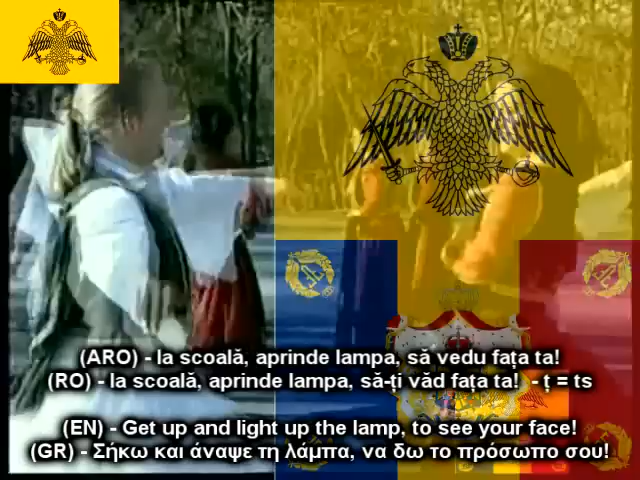 (ARO) - Ia scoală, aprinde lampa, să vedu fața ta!
(RO) - Ia scoală, aprinde lampa, să-ți văd fața ta! - ț = ts
(EN) - Get up and light up the lamp, to see your face!
(GR) - Σήκω και άναψε τη λάμπα, να δω το πρόσωπο σου!